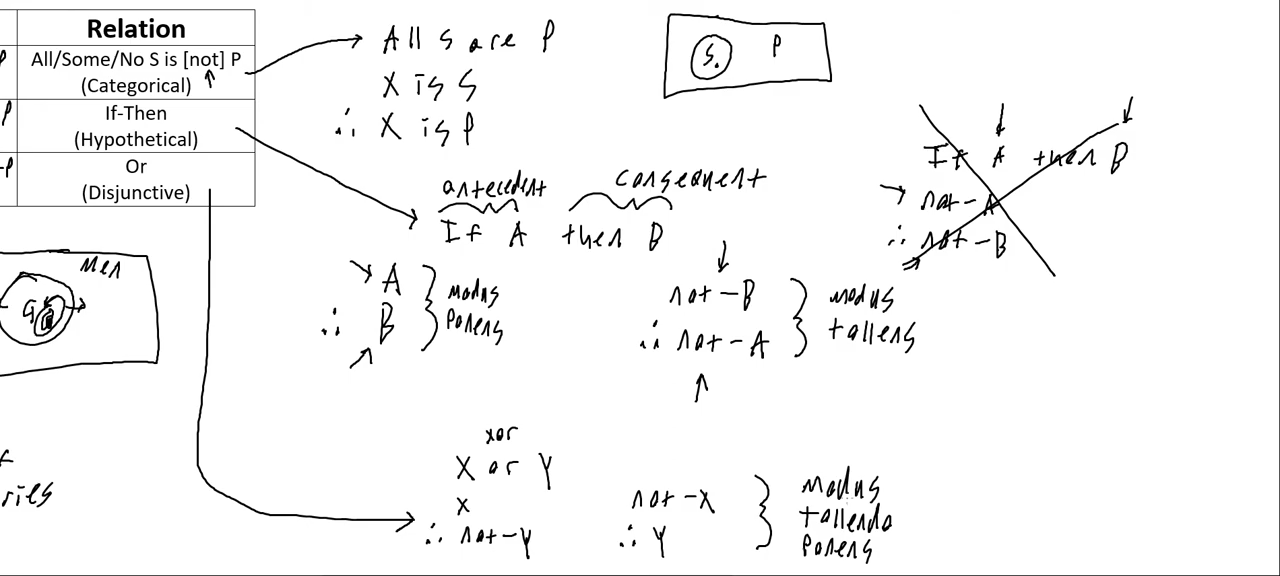 Relation
All/Some/No S is [not] P
(Categorical)
If-Then
(Hypothetical)
Or
(Disjunctive)
P
P
-P
All S are P
X is S
∴ X is P
S.
P
antecedent consequent
If A then B
A
∴ B
modus
ponens
not-B
∴ not-A
modus
tollens
If A then B
not-A
∴ not-B
Men
G
ries
xor
X or Y
X
∴ not-Y
not-X
∴ Y
modus
tollendo
ponens